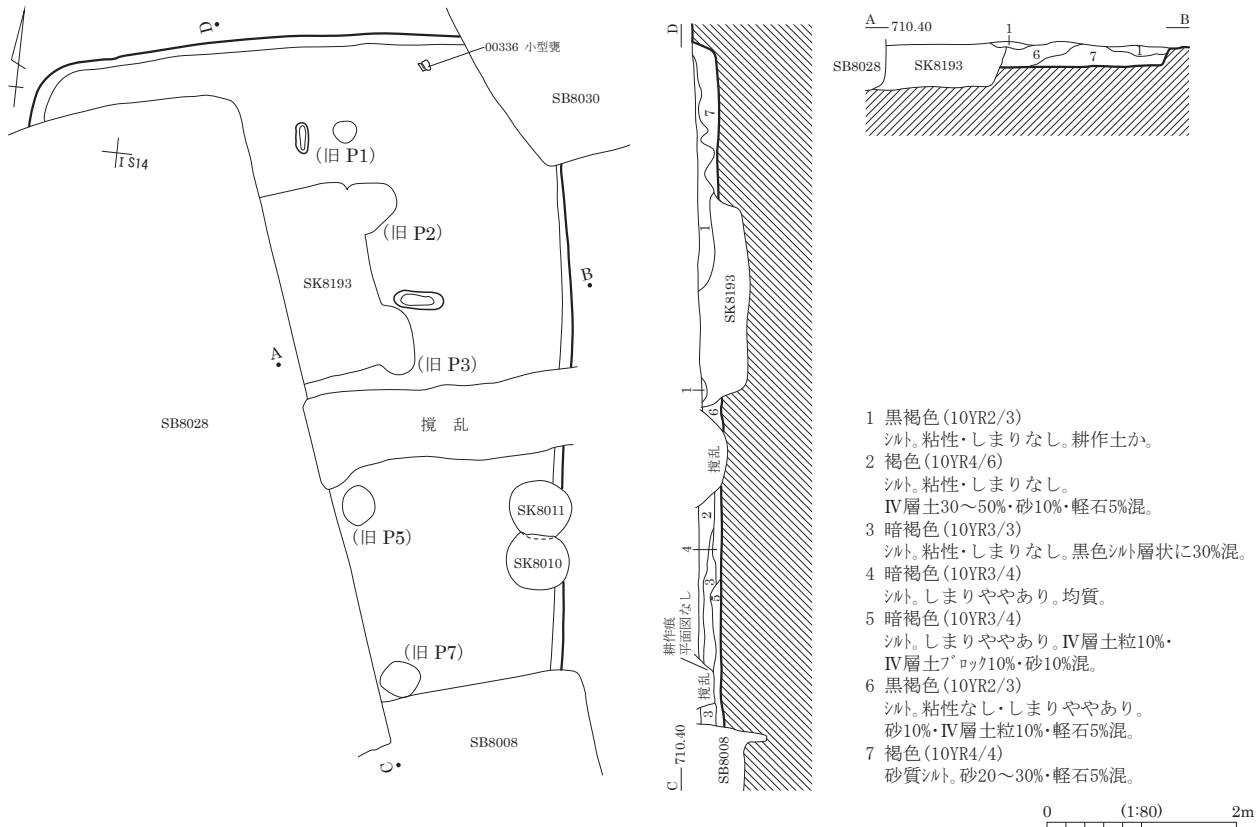 D
00336 小型甕
SB8030
I S14
(旧 P1)
(旧 P2)
SK8193
B
A
(旧 P3)
SB8028
撹 乱
SK8011
(旧 P5)
SK8010
(旧 P7)
SB8008
C
D
7
1
SK8193
1
6
撹乱
2
4
3
5
耕作痕
平面図なし
撹乱
3
C 710.40
SB8008
A 710.40
1
B
SB8028
SK8193
6
7
1
1 黒褐色(10YR2/3)
シルト。粘性・しまりなし。耕作土か。
2 褐色(10YR4/6)
シルト。粘性・しまりなし。
Ⅳ層土30～50%・砂10%・軽石5%混。
3 暗褐色(10YR3/3)
シルト。粘性・しまりなし。黒色シルト層状に30%混。
4 暗褐色(10YR3/4)
シルト。しまりややあり。均質。
5 暗褐色(10YR3/4)
シルト。しまりややあり。Ⅳ層土粒10%・
Ⅳ層土ブロック10%・砂10%混。
6 黒褐色(10YR2/3)
シルト。粘性なし・しまりややあり。
砂10%・Ⅳ層土粒10%・軽石5%混。
7 褐色(10YR4/4)
砂質シルト。砂20～30%・軽石5%混。
0 (1:80) 2m